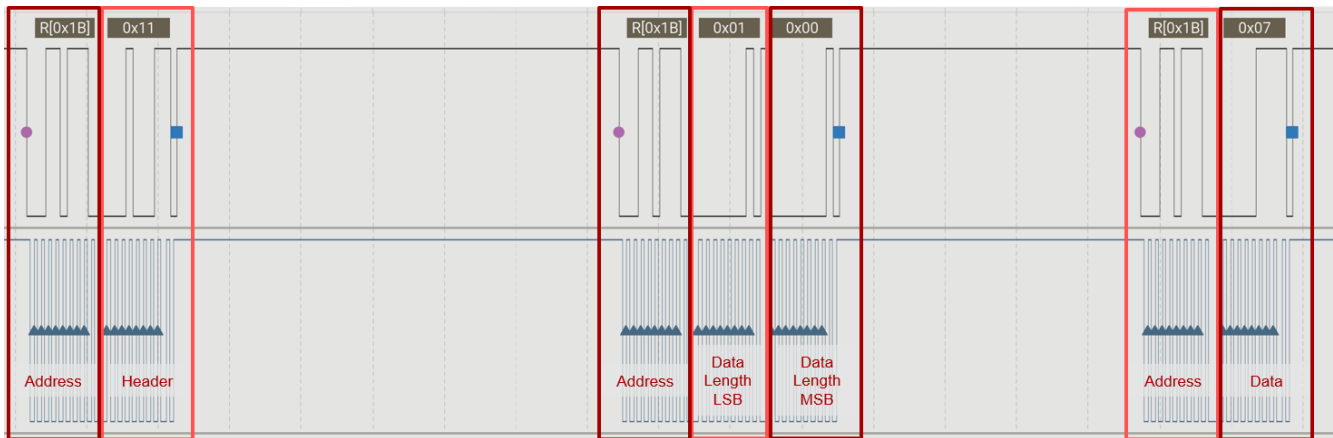 R[0x1B] 0x11 R[0x1B] 0x01 0x00 R[0x1B] 0x07
Address Header Address Data
Length
LSB Data
Length
MSB Address Data